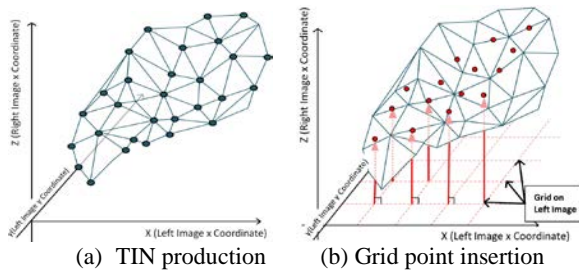 Z (Right Image x Coordinate)
y(Left Image y Coordinate)
X (Left Image x Coordinate)
(a) TIN production
Z (Right Image x Coordinate)
y(Left Image y Coordinate)
X (Left Image x Coordinate)
Grid on
Left Image
(b) Grid point insertion